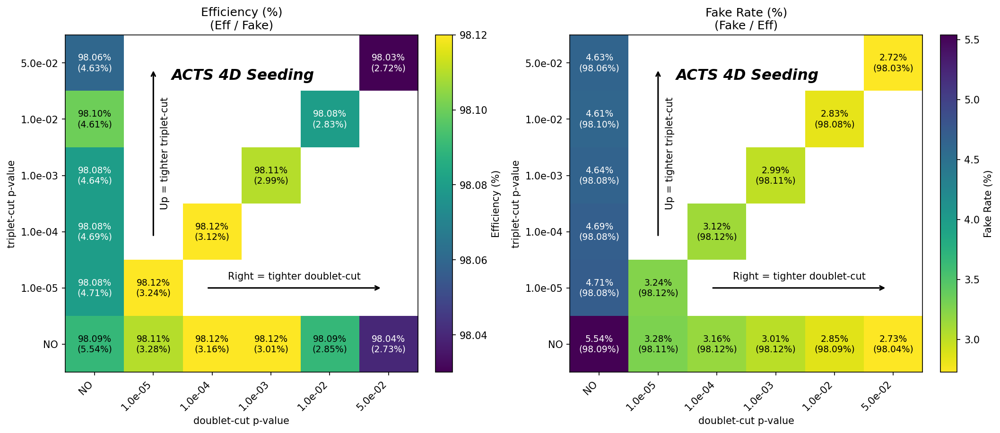 Efficiency (%)
(Eff / Fake)
5.0e-02
1.0e-02
1.0e-03
1.0e-04
1.0e-05
NO
triplet-cut p-value
98.06%
(4.63%)
98.03%
(2.72%)
ACTS 4D Seeding
98.10%
(4.61%)
98.08%
(2.83%)
Up = tighter triplet-cut
98.08%
(4.64%)
98.11%
(2.99%)
98.08%
(4.69%)
98.12%
(3.12%)
Right = tighter doublet-cut
98.08%
(4.71%)
98.12%
(3.24%)
98.09%
(5.54%)
98.11%
(3.28%)
98.12%
(3.16%)
98.12%
(3.01%)
98.09%
(2.85%)
98.04%
(2.73%)
NO
1.0e-05
1.0e-04
1.0e-03
1.0e-02
5.0e-02
doublet-cut p-value
98.12
98.10
98.08
98.06
98.04
Efficiency (%)
Fake Rate (%)
(Fake / Eff)
5.0e-02
1.0e-02
1.0e-03
1.0e-04
1.0e-05
NO
triplet-cut p-value
4.63%
(98.06%)
2.72%
(98.03%)
ACTS 4D Seeding
4.61%
(98.10%)
2.83%
(98.08%)
Up = tighter triplet-cut
4.64%
(98.08%)
2.99%
(98.11%)
4.69%
(98.08%)
3.12%
(98.12%)
Right = tighter doublet-cut
4.71%
(98.08%)
3.24%
(98.12%)
5.54%
(98.09%)
3.28%
(98.11%)
3.16%
(98.12%)
3.01%
(98.12%)
2.85%
(98.09%)
2.73%
(98.04%)
NO
1.0e-05
1.0e-04
1.0e-03
1.0e-02
5.0e-02
doublet-cut p-value
5.5
5.0
4.5
4.0
3.5
3.0
Fake Rate (%)